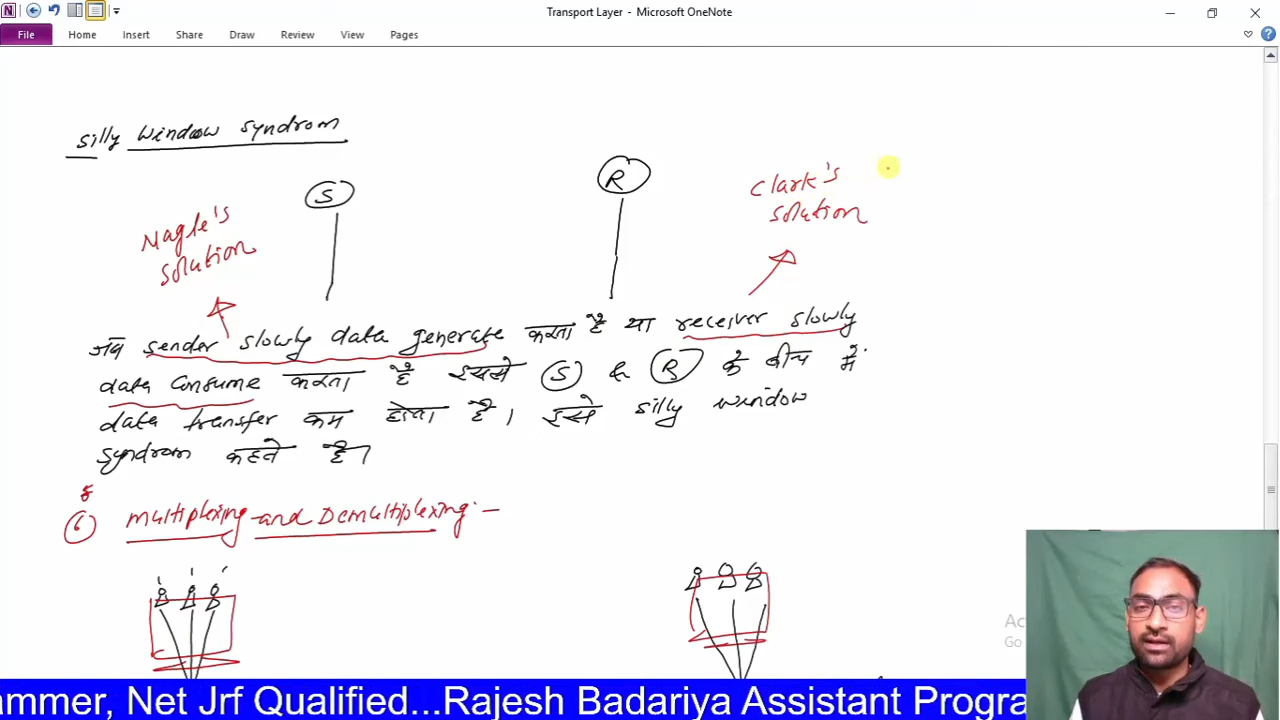 Transport Layer - Microsoft OneNote
File Home Insert Share Draw Review View Pages
Silly Window Syndrom
S
R
Nagle's
Solution
Clark's
Solution
जब sender slowly data generate करता है या receiver slowly
data consume करता है इससे S & R के बीच में
data transfer कम होता है। इसे silly window
syndrom कहते है।
6 Multiplexing and Demultiplexing -
Go
ammer, Net Jrf Qualified...Rajesh Badariya Assistant Progra